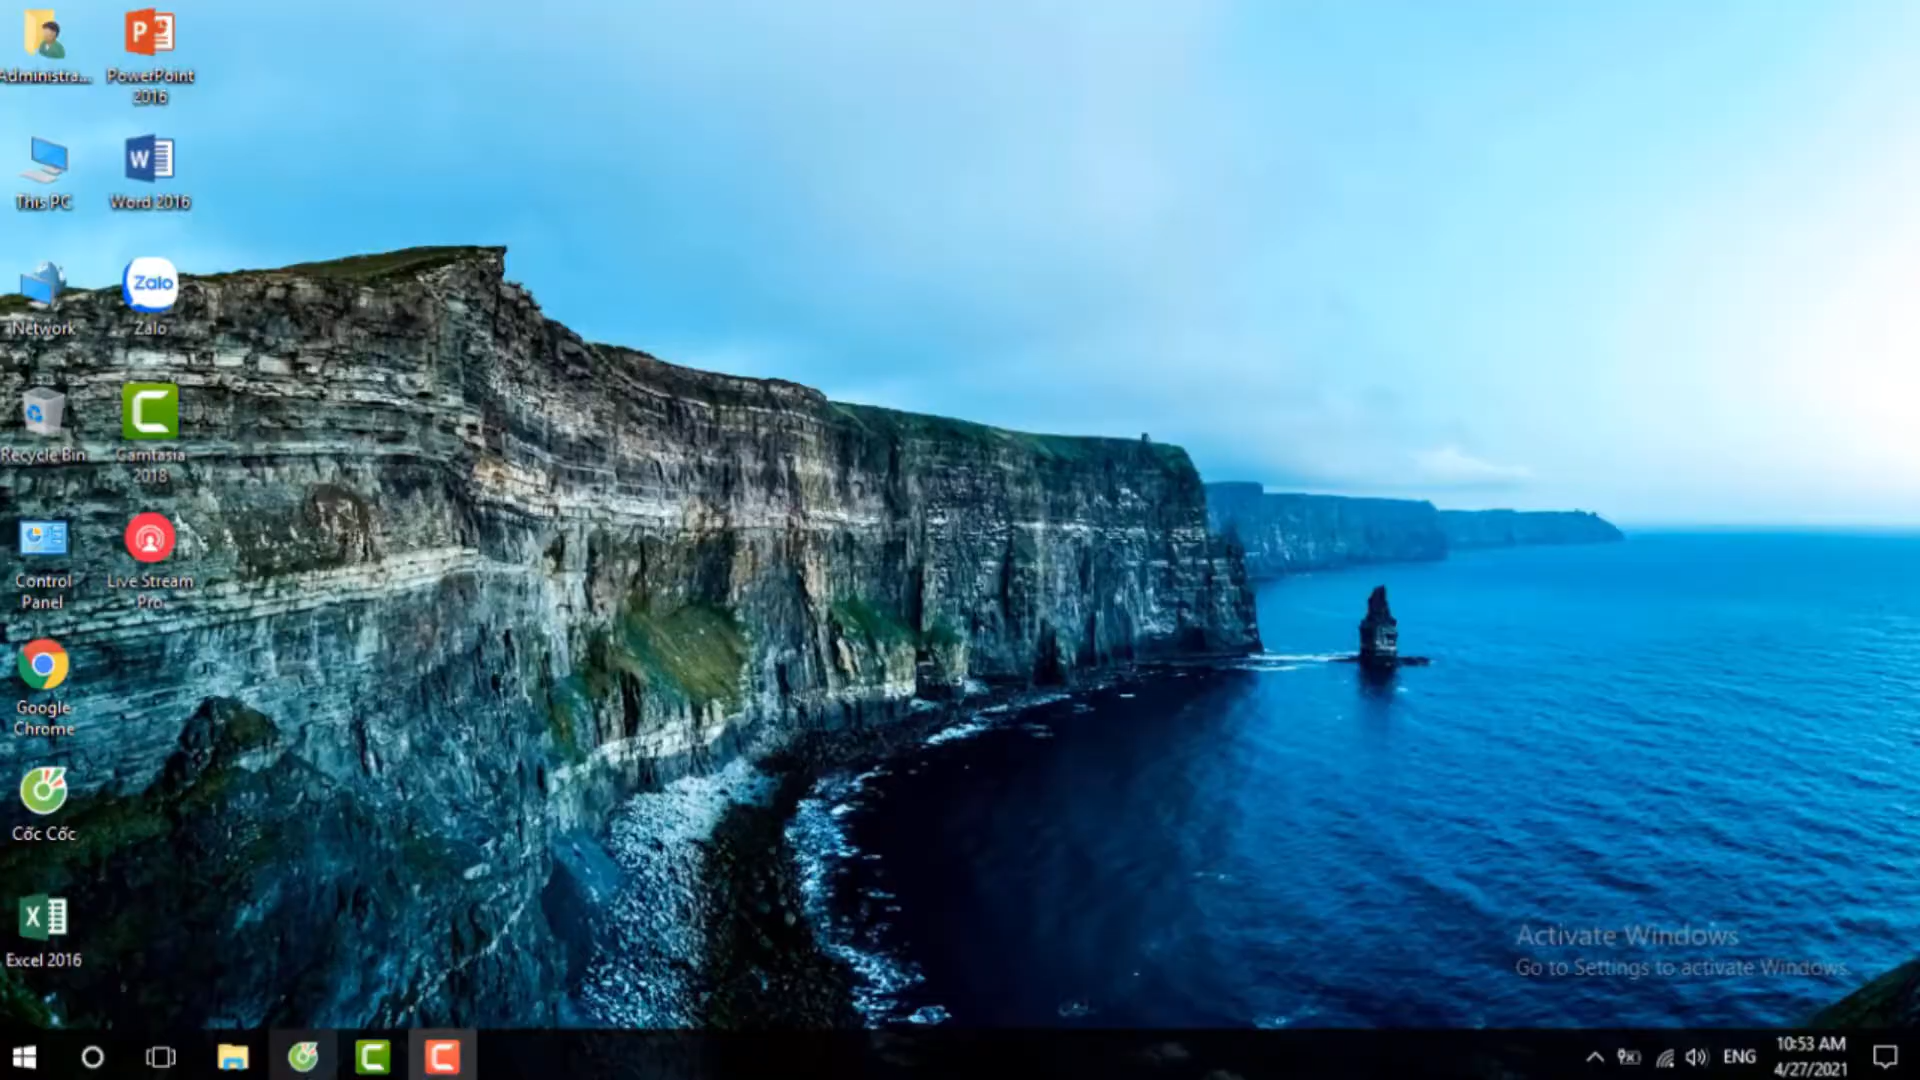 Administra...
PowerPoint
2016
This PC
Word 2016
Network
Zalo
Zalo
Recycle Bin
Camtasia
2018
Control
Panel
Live Stream
Pro
Google
Chrome
Cốc Cốc
Excel 2016
Activate Windows
Go to Settings to activate Windows.
ENG
10:53 AM
4/27/2021